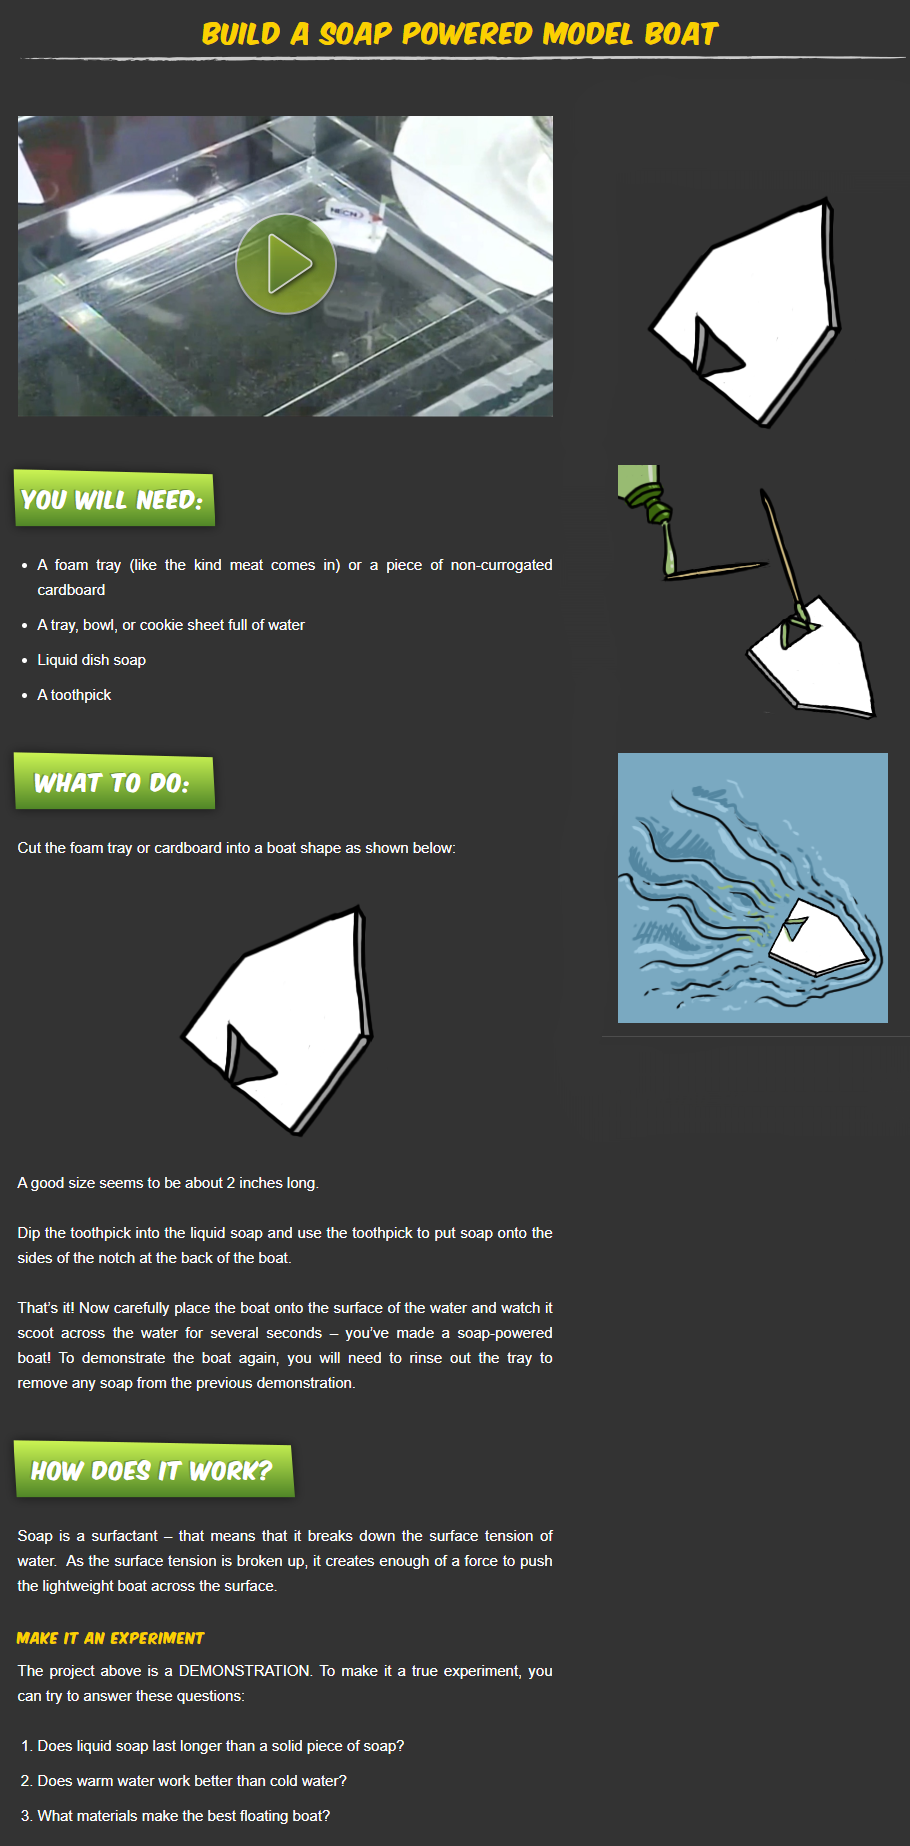 BUILD A SOAP POWERED MODEL BOAT
NECN
YOU WILL NEED:
• A foam tray (like the kind meat comes in) or a piece of non-currogated
cardboard
• A tray, bowl, or cookie sheet full of water
• Liquid dish soap
• A toothpick
WHAT TO DO:
Cut the foam tray or cardboard into a boat shape as shown below:
A good size seems to be about 2 inches long.
Dip the toothpick into the liquid soap and use the toothpick to put soap onto the
sides of the notch at the back of the boat.
That’s it! Now carefully place the boat onto the surface of the water and watch it
scoot across the water for several seconds – you’ve made a soap-powered
boat! To demonstrate the boat again, you will need to rinse out the tray to
remove any soap from the previous demonstration.
HOW DOES IT WORK?
Soap is a surfactant – that means that it breaks down the surface tension of
water. As the surface tension is broken up, it creates enough of a force to push
the lightweight boat across the surface.
MAKE IT AN EXPERIMENT
The project above is a DEMONSTRATION. To make it a true experiment, you
can try to answer these questions:
1. Does liquid soap last longer than a solid piece of soap?
2. Does warm water work better than cold water?
3. What materials make the best floating boat?